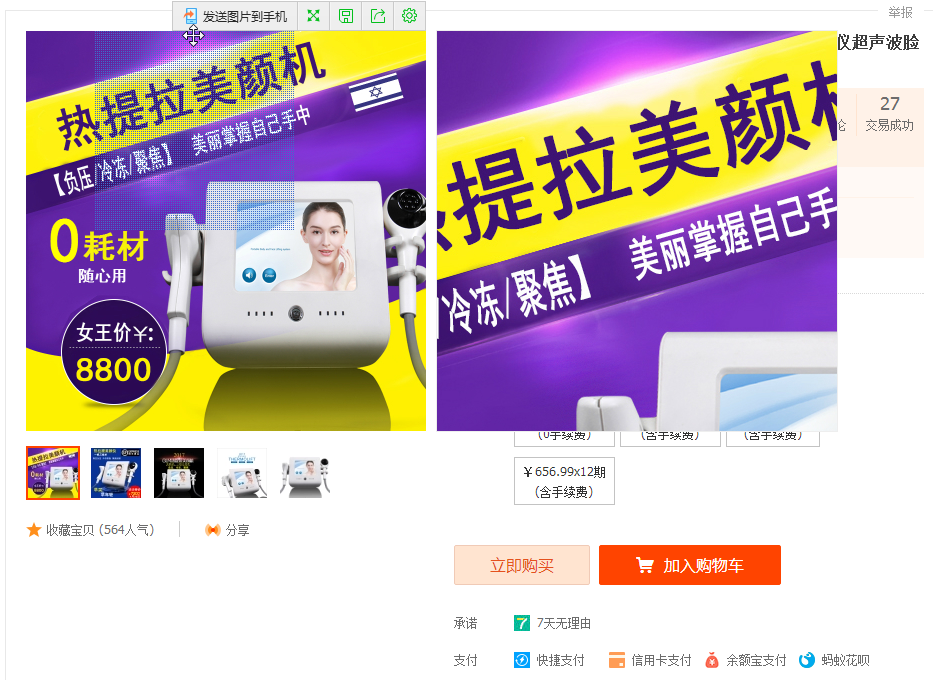 举报
发送图片到手机
仪超声波脸
27
论
交易成功
热提拉美颜机
【负压/冷冻/聚焦】 美丽掌握自己手中
0耗材
随心用
女王价￥:
8800
提拉美颜
冷冻/聚焦】 美丽掌握自己手
（0手续费）
（含手续费）
（含手续费）
￥656.99x12期
（含手续费）
收藏宝贝 (564人气)
分享
立即购买
加入购物车
承诺
7天无理由
支付
快捷支付
信用卡支付
余额宝支付
蚂蚁花呗